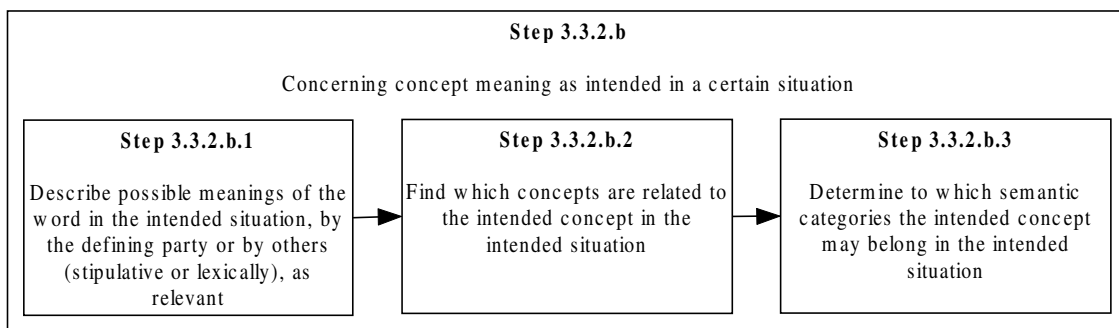 Step 3.3.2.b
Concerning concept meaning as intended in a certain situation
Step 3.3.2.b.1
Describe possible meanings of the
word in the intended situation, by
the defining party or by others
(stipulative or lexically), as
relevant
Step 3.3.2.b.2
Find which concepts are related to
the intended concept in the
intended situation
Step 3.3.2.b.3
Determine to which semantic
categories the intended concept
may belong in the intended
situation